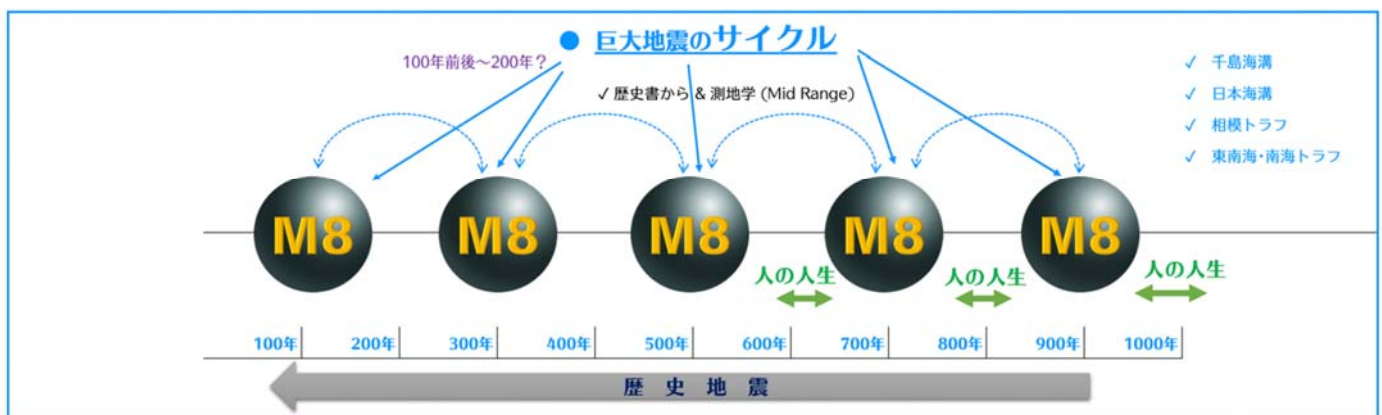 ● 巨大地震のサイクル
100年前後～200年？
✓ 歴史書から & 測地学 (Mid Range)
✓ 千島海溝
✓ 日本海溝
✓ 相模トラフ
✓ 東南海・南海トラフ
M8 M8 M8 M8 M8
人の人生 人の人生 人の人生
100年 200年 300年 400年 500年 600年 700年 800年 900年 1000年
歴史地震